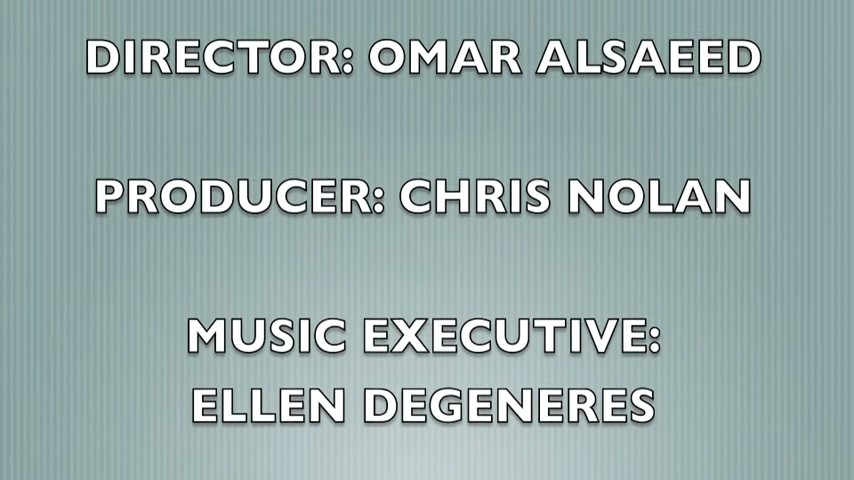 DIRECTOR: OMAR ALSAEED
PRODUCER: CHRIS NOLAN
MUSIC EXECUTIVE:
ELLEN DEGENERES